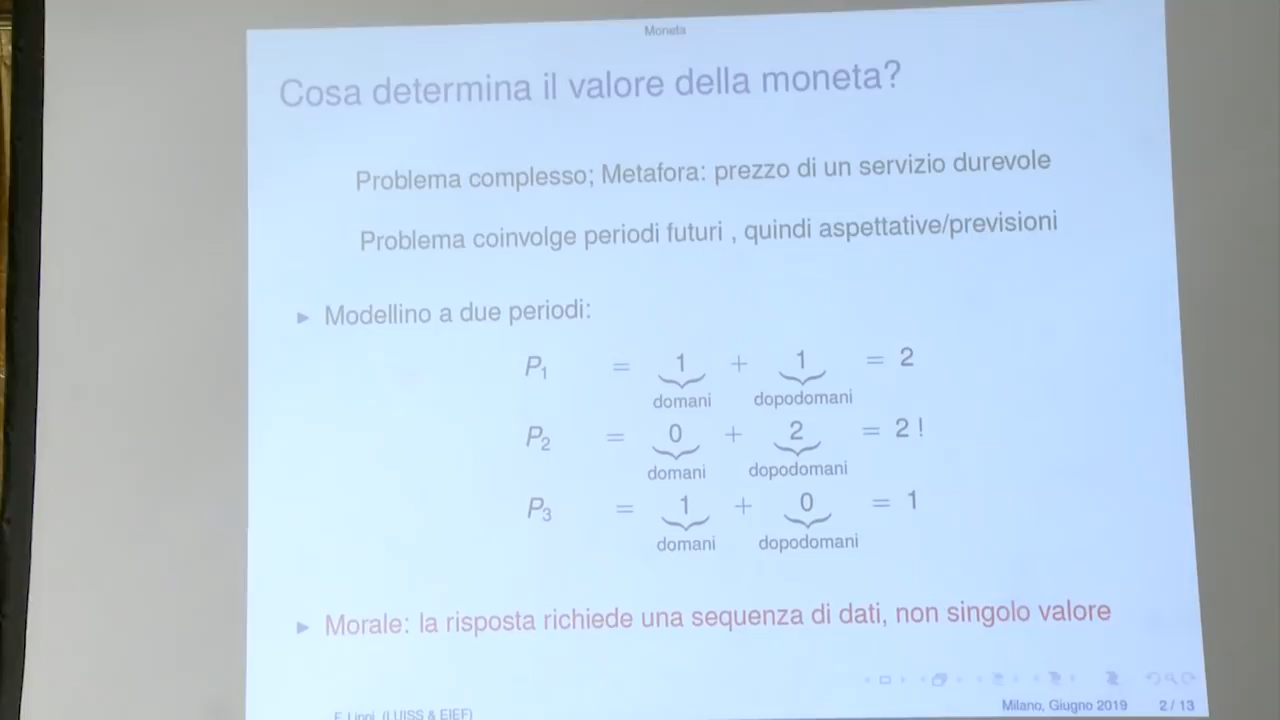 Moneta
Cosa determina il valore della moneta?
Problema complesso; Metafora: prezzo di un servizio durevole
Problema coinvolge periodi futuri , quindi aspettative/previsioni
► Modellino a due periodi:
P₁ = 1 + 1 = 2
domani dopodomani
P₂ = 0 + 2 = 2 !
domani dopodomani
P₃ = 1 + 0 = 1
domani dopodomani
► Morale: la risposta richiede una sequenza di dati, non singolo valore
F. Lippi (LUISS & EIEF) Milano, Giugno 2019 2 / 13